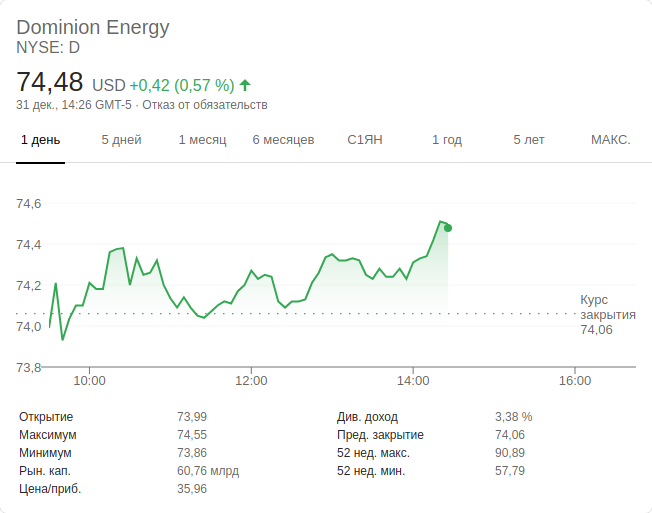 Dominion Energy
NYSE: D
74,48 USD +0,42 (0,57 %)
31 дек., 14:26 GMT-5 · Отказ от обязательств
1 день 5 дней 1 месяц 6 месяцев С1ЯН 1 год 5 лет МАКС.
74,6
74,4
74,2
74,0
73,8
Курс
закрытия
74,06
10:00 12:00 14:00 16:00
Открытие 73,99 Див. доход 3,38 %
Максимум 74,55 Пред. закрытие 74,06
Минимум 73,86 52 нед. макс. 90,89
Рын. кап. 60,76 млрд 52 нед. мин. 57,79
Цена/приб. 35,96